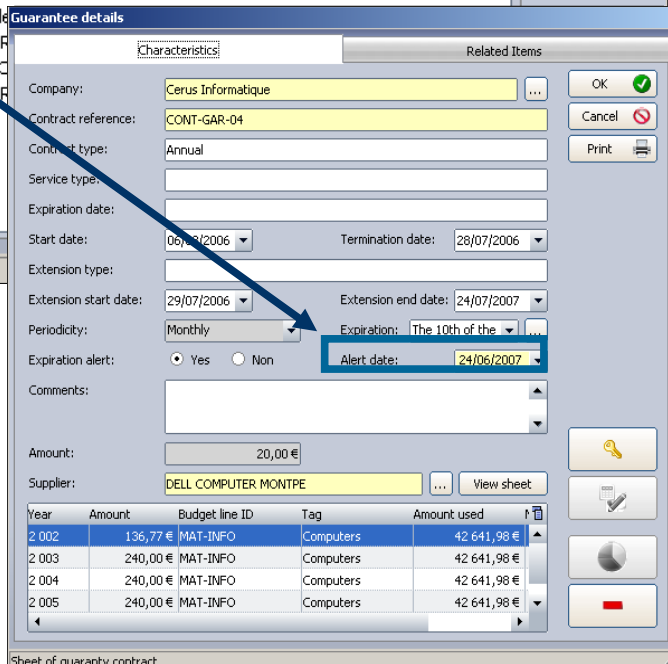 Guarantee details
Characteristics Related Items
Company: Cerus Informatique ... OK
Contract reference: CONT-GAR-04 Cancel
Contract type: Annual Print
Service type:
Expiration date:
Start date: Termination date: 28/07/2006
Extension type:
Extension start date: 29/07/2006 Extension end date: 24/07/2007
Periodicity: Monthly Expiration: The 10th of the ...
Expiration alert: Yes Non Alert date: 24/06/2007
Comments:
Amount: 20,00 €
Supplier: DELL COMPUTER MONTPE ... View sheet
Year Amount Budget line ID Tag Amount used
2 002 136,77 € MAT-INFO Computers 42 641,98 €
2 003 240,00 € MAT-INFO Computers 42 641,98 €
2 004 240,00 € MAT-INFO Computers 42 641,98 €
2 005 240,00 € MAT-INFO Computers 42 641,98 €
Sheet of guaranty contract